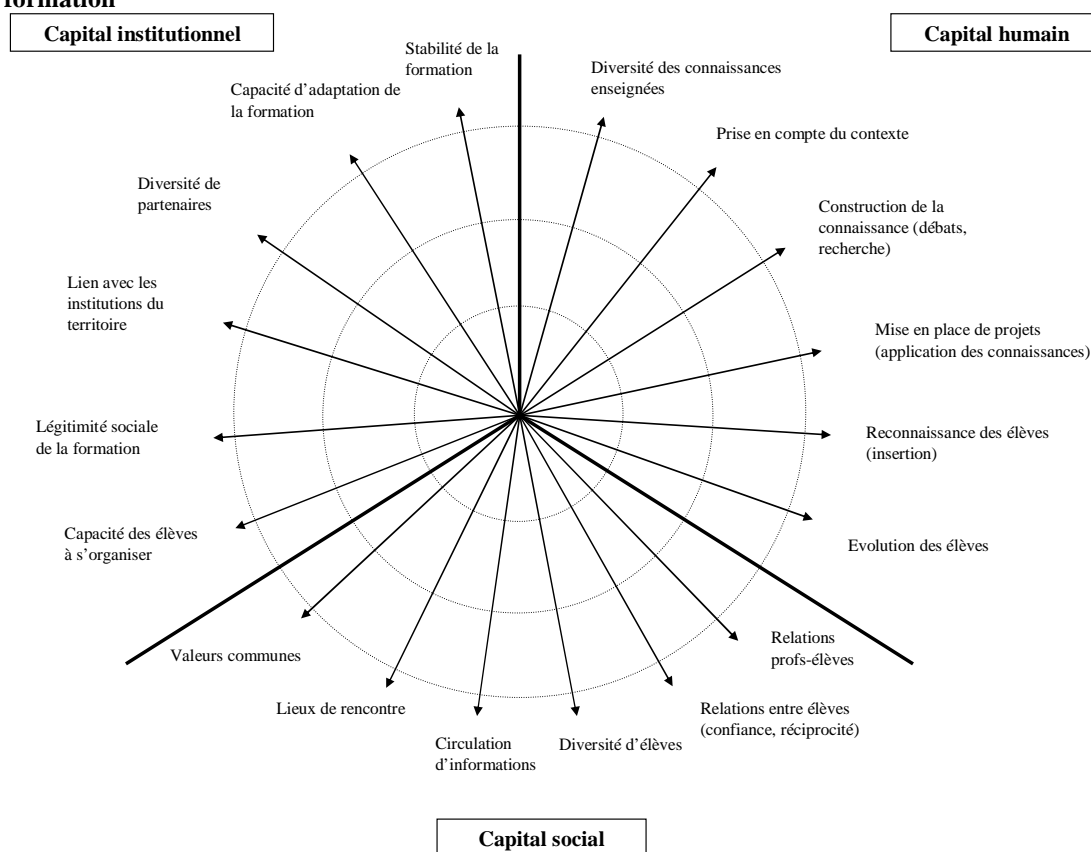 formation
Capital institutionnel
Capital humain
Stabilité de la
formation
Diversité des connaissances
enseignées
Capacité d'adaptation de
la formation
Prise en compte du contexte
Diversité de
partenaires
Construction de la
connaissance (débats,
recherche)
Lien avec les
institutions du
territoire
Mise en place de projets
(application des connaissances)
Légitimité sociale
de la formation
Reconnaissance des élèves
(insertion)
Capacité des élèves
à s'organiser
Evolution des élèves
Valeurs communes
Relations
profs-élèves
Lieux de rencontre
Relations entre élèves
(confiance, réciprocité)
Circulation
d'informations
Diversité d'élèves
Capital social